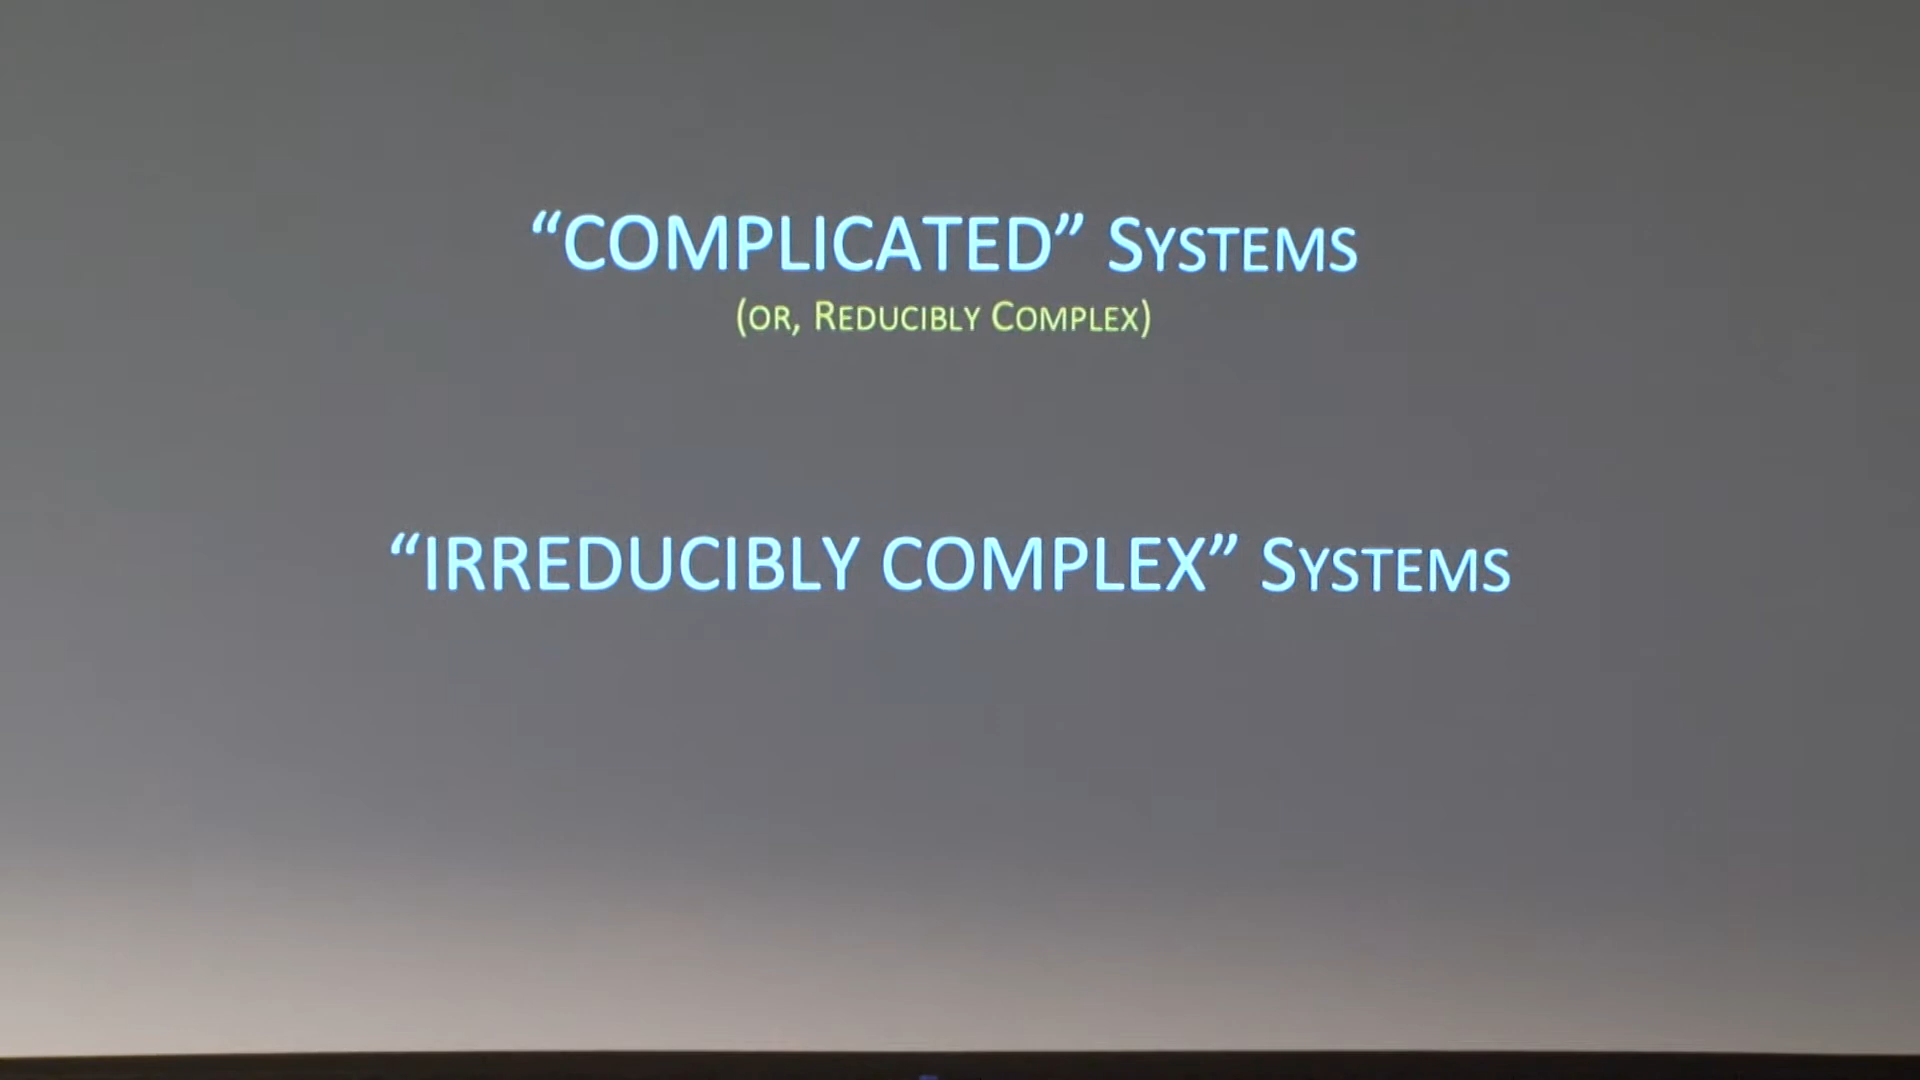 “COMPLICATED” SYSTEMS
(OR, REDUCIBLY COMPLEX)
“IRREDUCIBLY COMPLEX” SYSTEMS